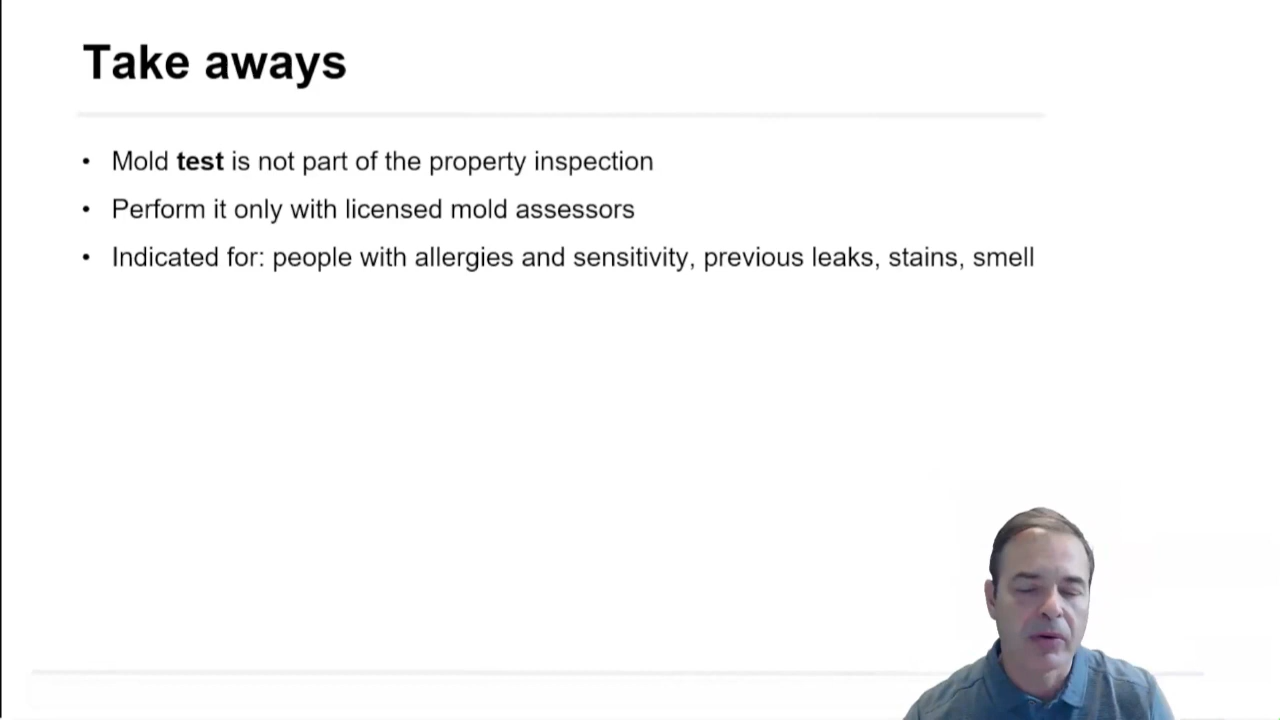 Take aways
• Mold test is not part of the property inspection
• Perform it only with licensed mold assessors
• Indicated for: people with allergies and sensitivity, previous leaks, stains, smell